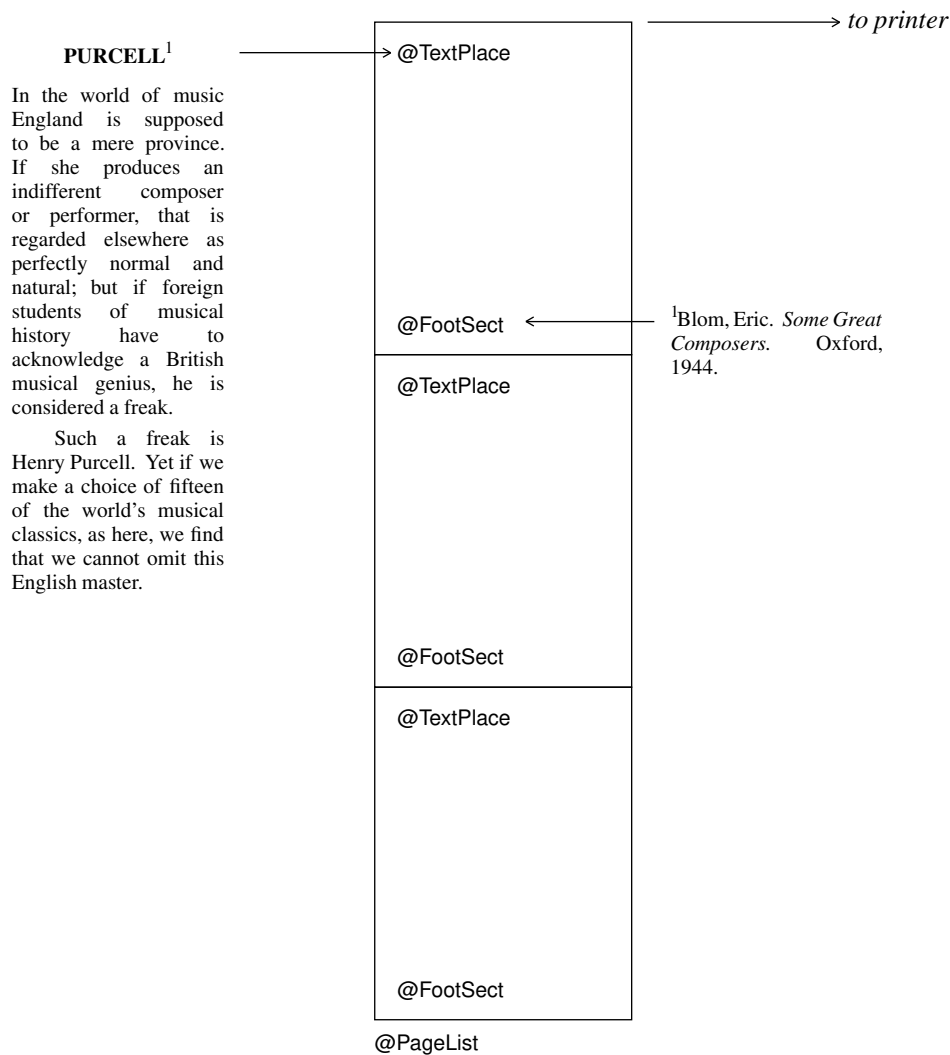 to printer
PURCELL1
In the world of music
England is supposed
to be a mere province.
If she produces an
indifferent composer
or performer, that is
regarded elsewhere as
perfectly normal and
natural; but if foreign
students of musical
history have to
acknowledge a British
musical genius, he is
considered a freak.
Such a freak is
Henry Purcell. Yet if we
make a choice of fifteen
of the world's musical
classics, as here, we find
that we cannot omit this
English master.
@TextPlace
@FootSect
1Blom, Eric. Some Great
Composers. Oxford,
1944.
@TextPlace
@FootSect
@TextPlace
@FootSect
@PageList